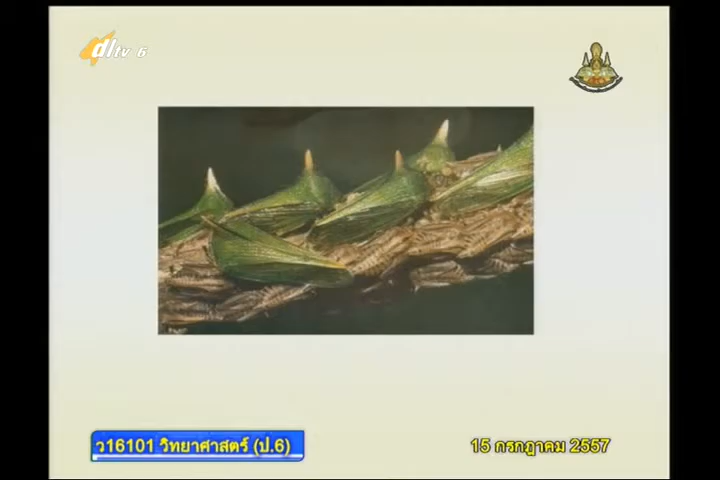 dltv 6
ว16101 วิทยาศาสตร์ (ป.6)
15 กรกฎาคม 2557